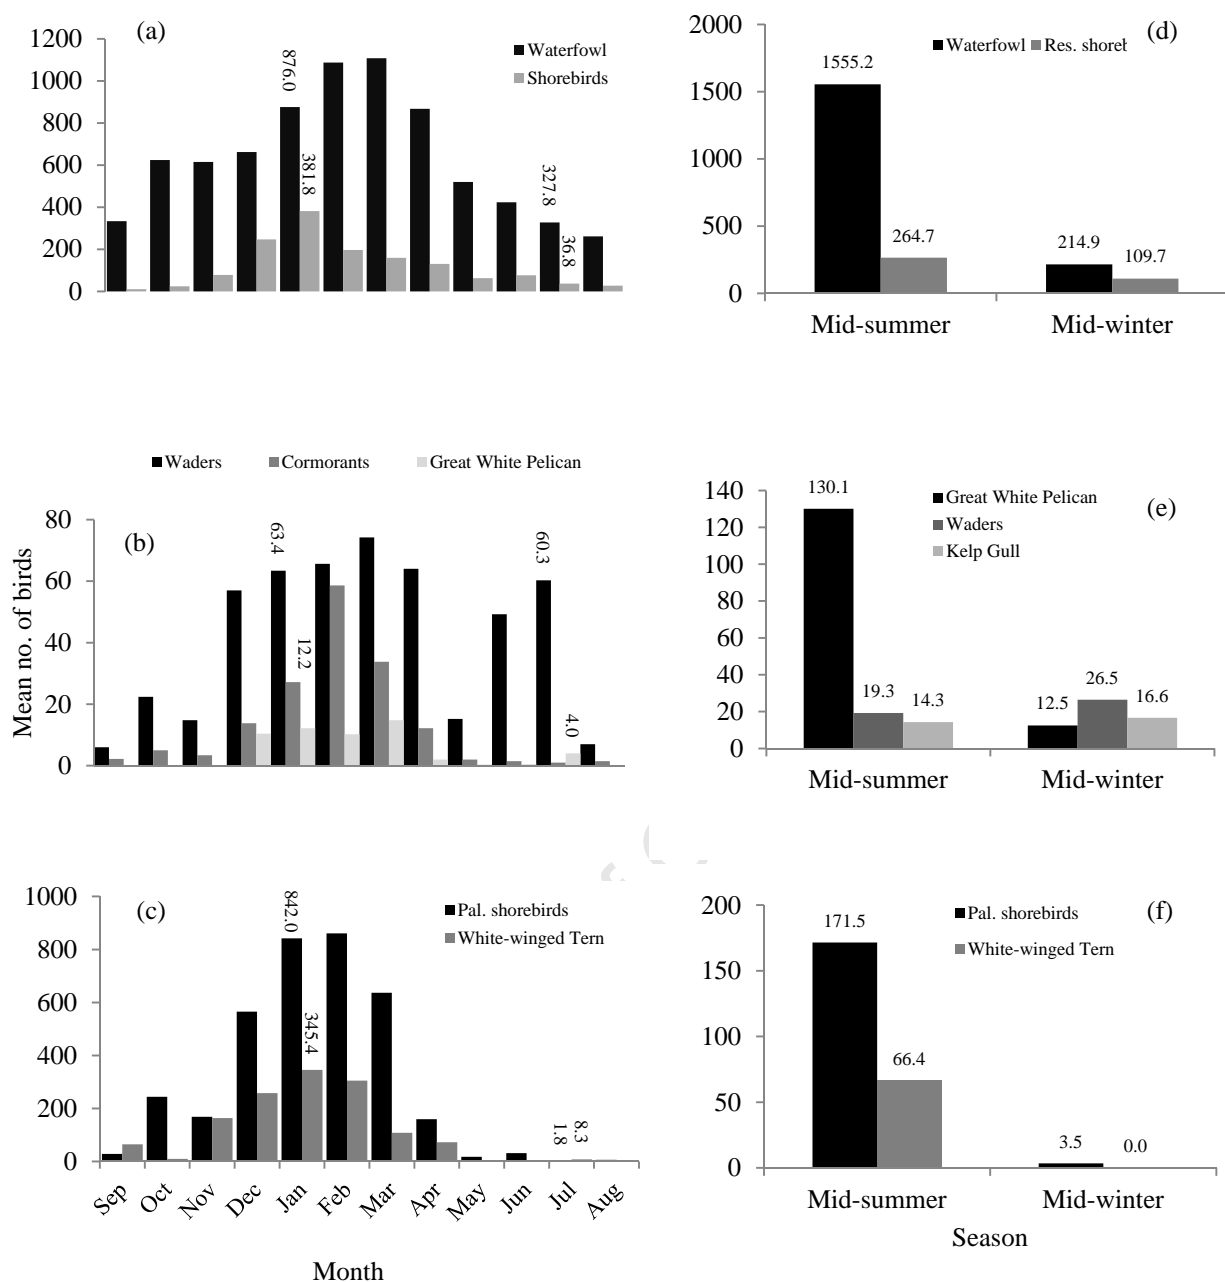 (a)
Waterfowl
Shorebirds
1200
1000
800
600
400
200
0
876.0
381.8
327.8
36.8
(d)
Waterfowl
Res. shoreb
2000
1500
1000
500
0
1555.2
264.7
214.9
109.7
Mid-summer
Mid-winter
Waders
Cormorants
Great White Pelican
(b)
80
60
40
20
0
63.4
12.2
60.3
4.0
Mean no. of birds
(e)
Great White Pelican
Waders
Kelp Gull
140
120
100
80
60
40
20
0
130.1
19.3
14.3
12.5
26.5
16.6
Mid-summer
Mid-winter
(c)
Pal. shorebirds
White-winged Tern
1000
800
600
400
200
0
842.0
345.4
1.8
8.3
Sep
Oct
Nov
Dec
Jan
Feb
Mar
Apr
May
Jun
Jul
Aug
Month
(f)
Pal. shorebirds
White-winged Tern
200
150
100
50
0
171.5
66.4
3.5
0.0
Mid-summer
Mid-winter
Season